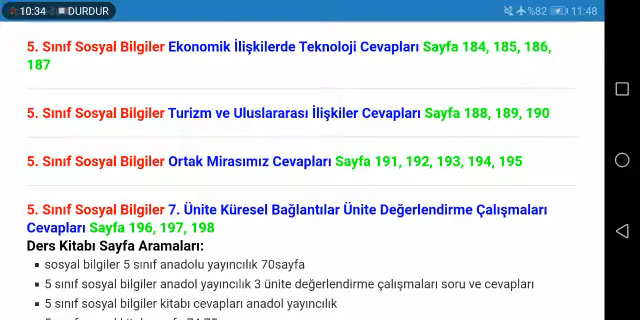 10:34 DURDUR %82 11:48
5. Sınıf Sosyal Bilgiler Ekonomik İlişkilerde Teknoloji Cevapları Sayfa 184, 185, 186,
187
5. Sınıf Sosyal Bilgiler Turizm ve Uluslararası İlişkiler Cevapları Sayfa 188, 189, 190
5. Sınıf Sosyal Bilgiler Ortak Mirasımız Cevapları Sayfa 191, 192, 193, 194, 195
5. Sınıf Sosyal Bilgiler 7. Ünite Küresel Bağlantılar Ünite Değerlendirme Çalışmaları
Cevapları Sayfa 196, 197, 198
Ders Kitabı Sayfa Aramaları:
sosyal bilgiler 5 sınıf anadolu yayıncılık 70sayfa
5 sınıf sosyal bilgiler anadol yayıncılık 3 ünite değerlendirme çalışmaları soru ve cevapları
5 sınıf sosyal bilgiler kitabı cevapları anadol yayıncılık